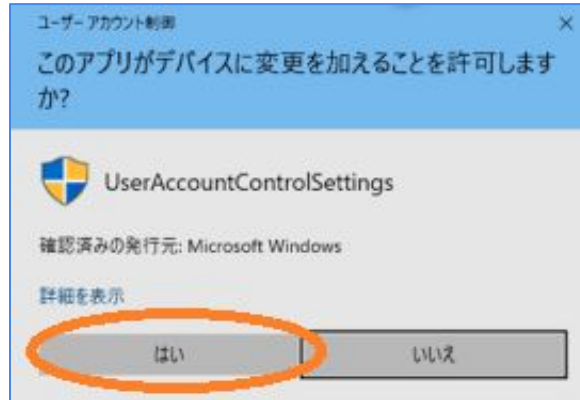 ユーザー アカウント制御
このアプリがデバイスに変更を加えることを許可します
か?
UserAccountControlSettings
確認済みの発行元: Microsoft Windows
詳細を表示
はい いいえ